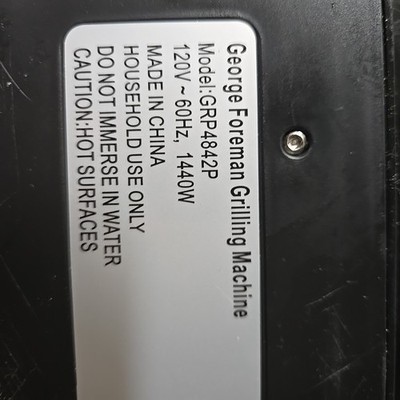 George Foreman Grilling Machine
Model:GRP4842P
120V ~ 60Hz, 1440W
MADE IN CHINA
HOUSEHOLD USE ONLY
DO NOT IMMERSE IN WATER
CAUTION:HOT SURFACES